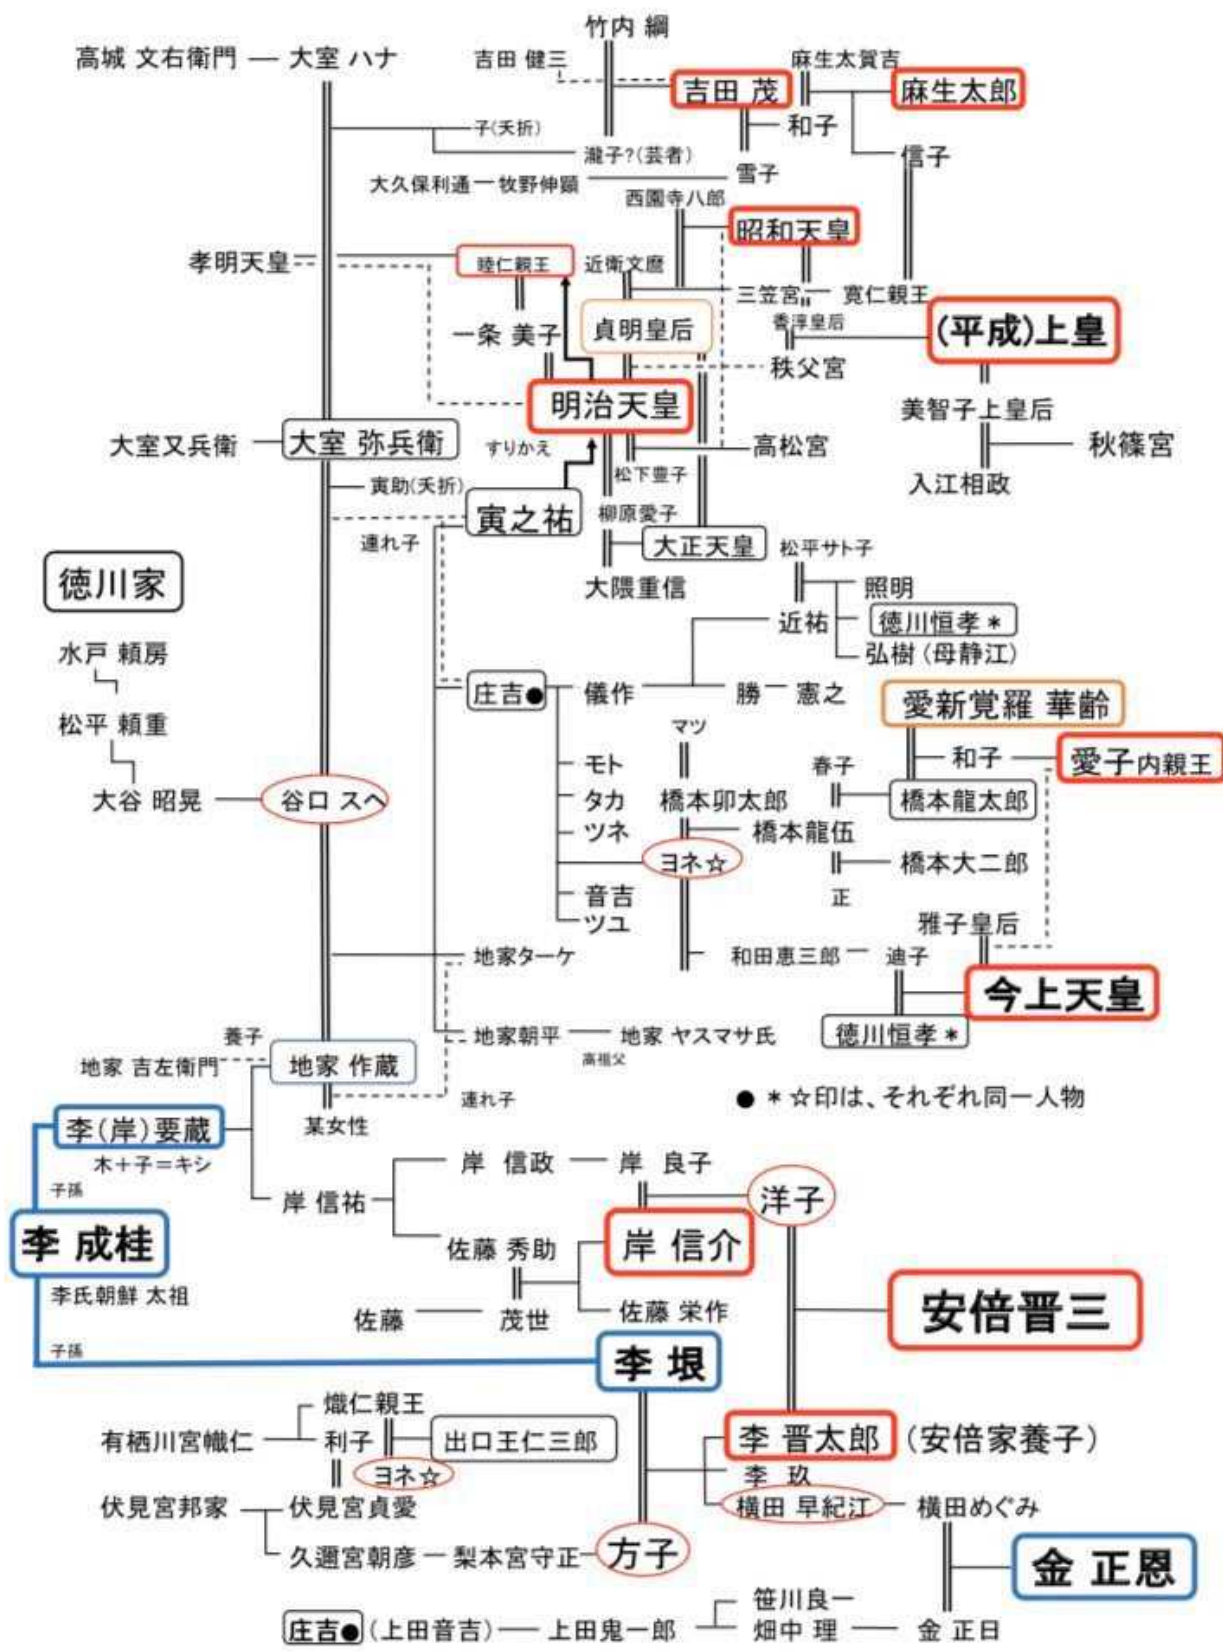 竹内 綱
高城 文右衛門
大室 ハナ
吉田 健三
麻生太賀吉
吉田 茂
麻生太郎
子(夭折)
和子
瀧子?(芸者)
信子
大久保利通
牧野伸顕
雪子
西園寺八郎
昭和天皇
孝明天皇
睦仁親王
近衛文麿
三笠宮
寛仁親王
一条 美子
貞明皇后
香淳皇后
(平成)上皇
秩父宮
明治天皇
美智子上皇后
大室又兵衛
大室 弥兵衛
すりかえ
高松宮
秋篠宮
松下豊子
入江相政
寅助(夭折)
寅之祐
柳原愛子
連れ子
大正天皇
松平サト子
徳川家
大隈重信
照明
近祐
徳川恒孝*
水戸 頼房
弘樹(母静江)
庄吉●
儀作
勝
憲之
愛新覚羅 華齢
松平 頼重
マツ
モト
春子
和子
愛子内親王
大谷 昭晃
谷口 スヘ
タカ
橋本卯太郎
橋本龍太郎
ツネ
橋本龍伍
ヨネ☆
橋本大二郎
音吉
正
ツユ
雅子皇后
地家ターケ
和田恵三郎
迪子
今上天皇
養子
地家朝平
地家 ヤスマサ氏
徳川恒孝*
地家 吉左衛門
地家 作蔵
高祖父
連れ子
●*☆印は、それぞれ同一人物
李(岸)要蔵
某女性
木+子=キシ
岸 信政
岸 良子
子孫
岸 信祐
洋子
李 成桂
佐藤 秀助
岸 信介
李氏朝鮮 太祖
佐藤
茂世
佐藤 栄作
安倍晋三
子孫
李 垠
熾仁親王
有栖川宮幟仁
利子
出口王仁三郎
李 晋太郎
(安倍家養子)
ヨネ☆
李 玖
伏見宮邦家
伏見宮貞愛
横田 早紀江
横田めぐみ
久邇宮朝彦
梨本宮守正
方子
金 正恩
笹川良一
庄吉●
(上田音吉)
上田鬼一郎
畑中 理
金 正日